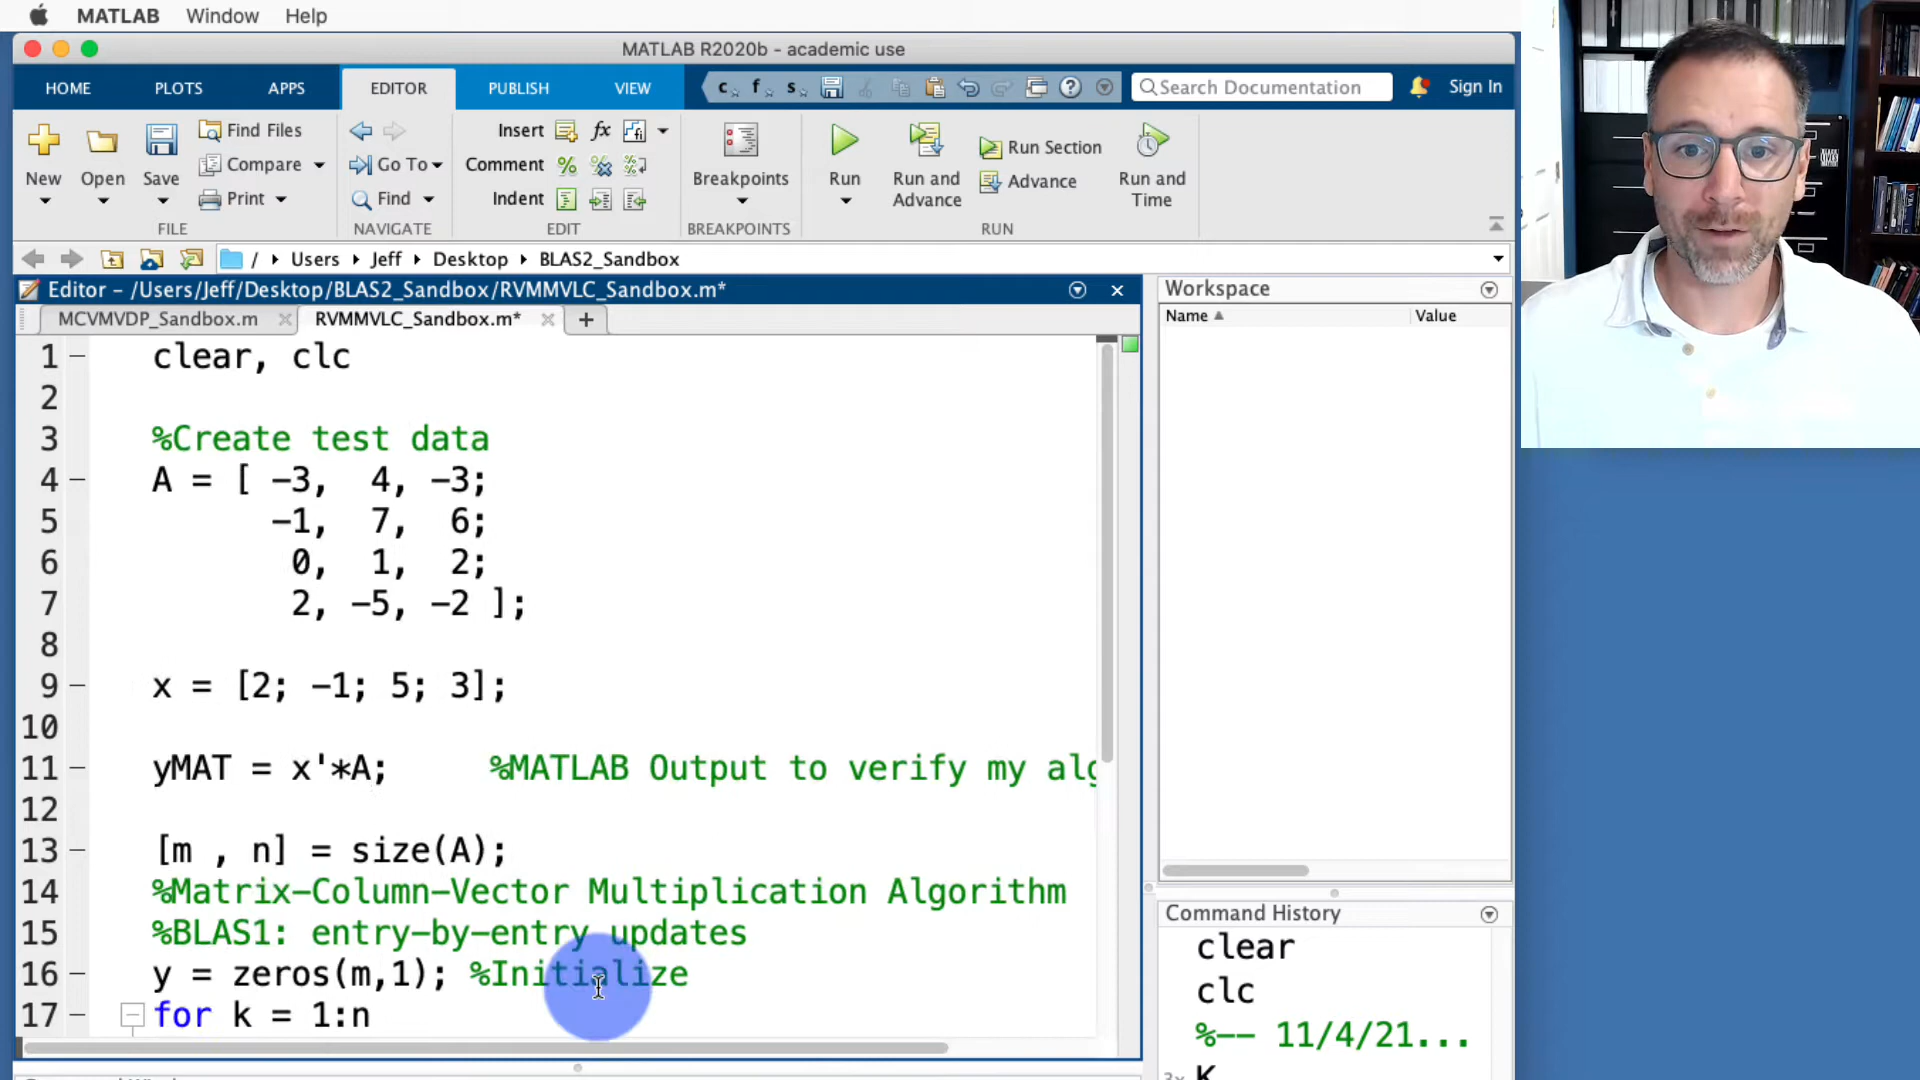 MATLAB Window Help
MATLAB R2020b - academic use
HOME PLOTS APPS EDITOR PUBLISH VIEW Search Documentation Sign In
New Open Save Find Files Compare Print
FILE
Go To Find
NAVIGATE
Insert fx
Comment
Indent
EDIT
Breakpoints
BREAKPOINTS
Run Run and Advance Run Section Advance Run and Time
RUN
/ Users Jeff Desktop BLAS2_Sandbox
Editor - /Users/Jeff/Desktop/BLAS2_Sandbox/RVMMVLC_Sandbox.m*
MCVMVDP_Sandbox.m RVMMVLC_Sandbox.m* +
1 clear, clc
2
3 %Create test data
4 A = [ -3, 4, -3;
5 -1, 7, 6;
6 0, 1, 2;
7 2, -5, -2 ];
8
9 x = [2; -1; 5; 3];
10
11 yMAT = x'*A; %MATLAB Output to verify my alg
12
13 [m , n] = size(A);
14 %Matrix-Column-Vector Multiplication Algorithm
15 %BLAS1: entry-by-entry updates
16 y = zeros(m,1); %Initialize
17 for k = 1:n
Workspace
Name Value
Command History
clear
clc
%-- 11/4/21...